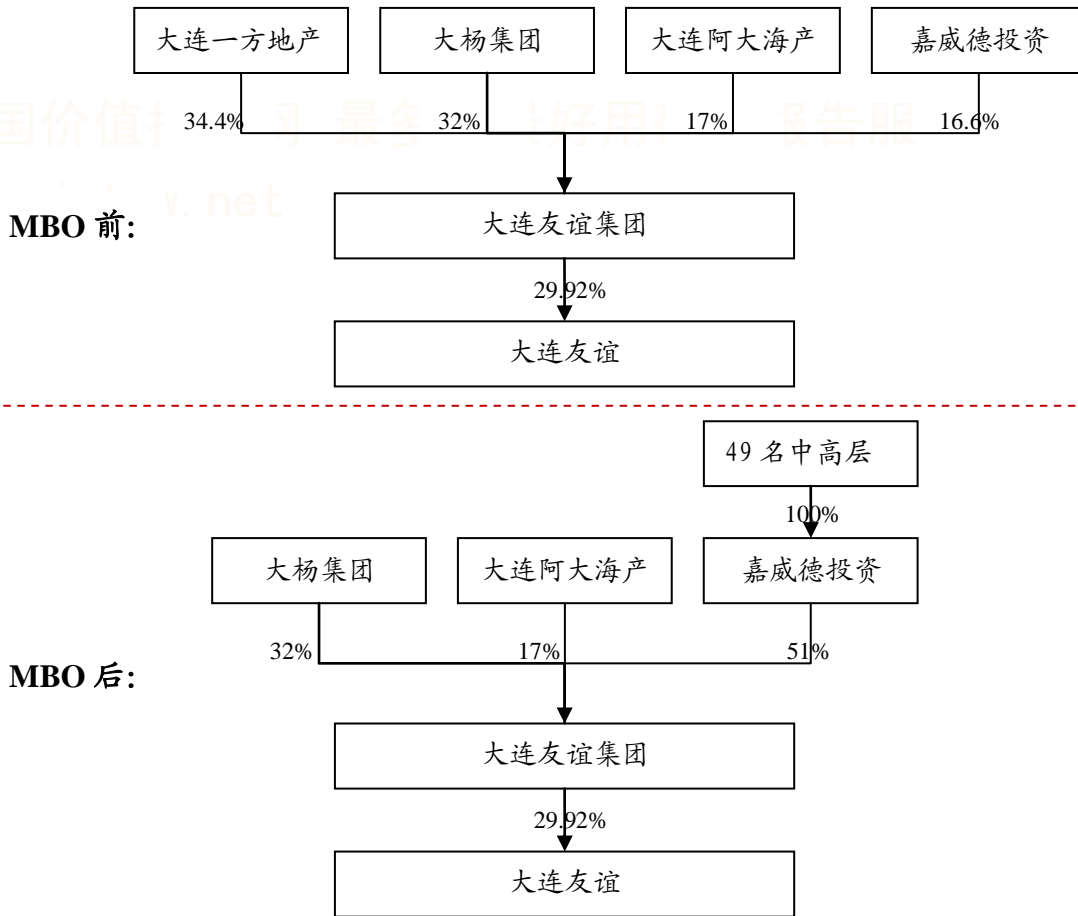 大连一方地产 大杨集团 大连阿大海产 嘉威德投资
34.4% 32% 17% 16.6%
MBO 前:
大连友谊集团
29.92%
大连友谊
49 名中高层
100%
大杨集团 大连阿大海产 嘉威德投资
32% 17% 51%
MBO 后:
大连友谊集团
29.92%
大连友谊